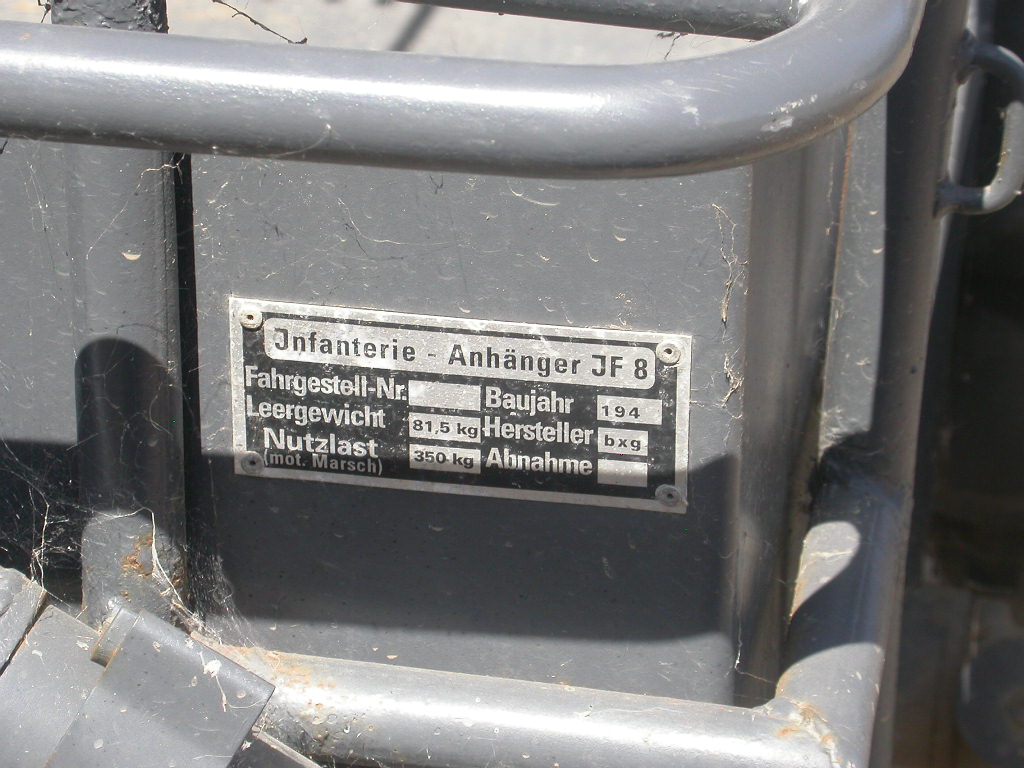 Jnfanterie - Anhänger JF 8
Fahrgestell-Nr. Baujahr 194
Leergewicht 81,5 kg Hersteller bxg
Nutzlast 350 kg Abnahme
(mot. Marsch)